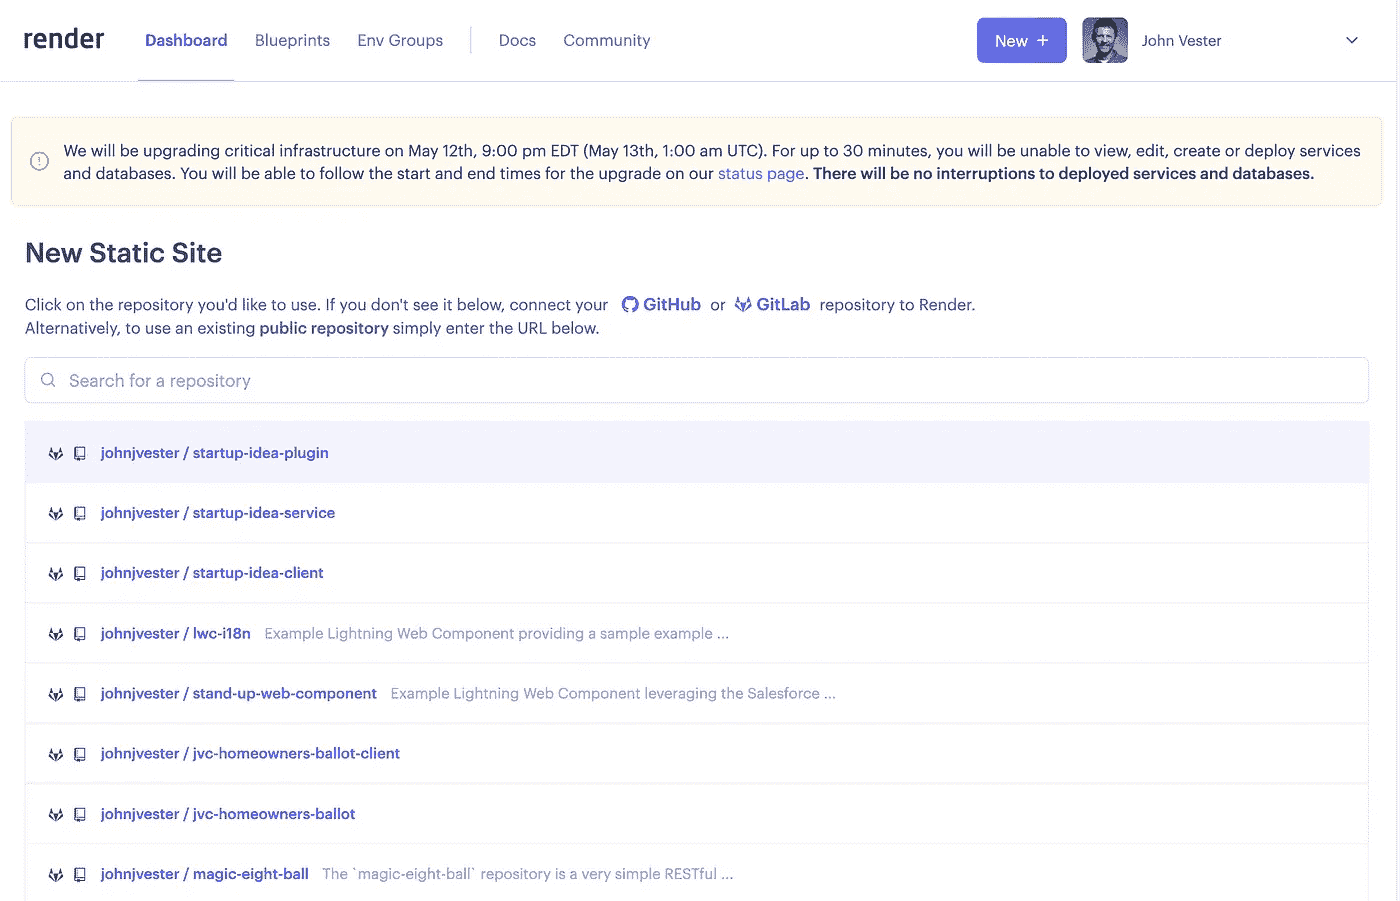 render Dashboard Blueprints Env Groups Docs Community New + John Vester
We will be upgrading critical infrastructure on May 12th, 9:00 pm EDT (May 13th, 1:00 am UTC). For up to 30 minutes, you will be unable to view, edit, create or deploy services
and databases. You will be able to follow the start and end times for the upgrade on our status page. There will be no interruptions to deployed services and databases.
New Static Site
Click on the repository you'd like to use. If you don't see it below, connect your GitHub or GitLab repository to Render.
Alternatively, to use an existing public repository simply enter the URL below.
Search for a repository
johnjvester / startup-idea-plugin
johnjvester / startup-idea-service
johnjvester / startup-idea-client
johnjvester / lwc-i18n Example Lightning Web Component providing a sample example ...
johnjvester / stand-up-web-component Example Lightning Web Component leveraging the Salesforce ...
johnjvester / jvc-homeowners-ballot-client
johnjvester / jvc-homeowners-ballot
johnjvester / magic-eight-ball The `magic-eight-ball` repository is a very simple RESTful ...